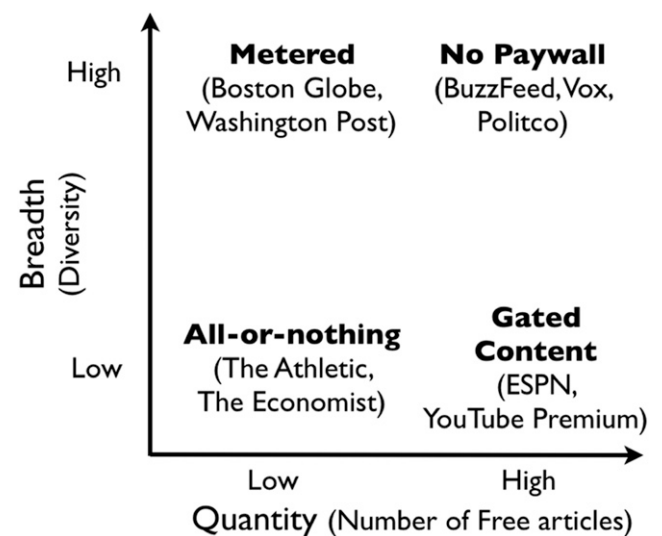 High
Metered
(Boston Globe,
Washington Post)
No Paywall
(BuzzFeed, Vox,
Politco)
Breadth
(Diversity)
Low
All-or-nothing
(The Athletic,
The Economist)
Gated
Content
(ESPN,
YouTube Premium)
Low
High
Quantity (Number of Free articles)